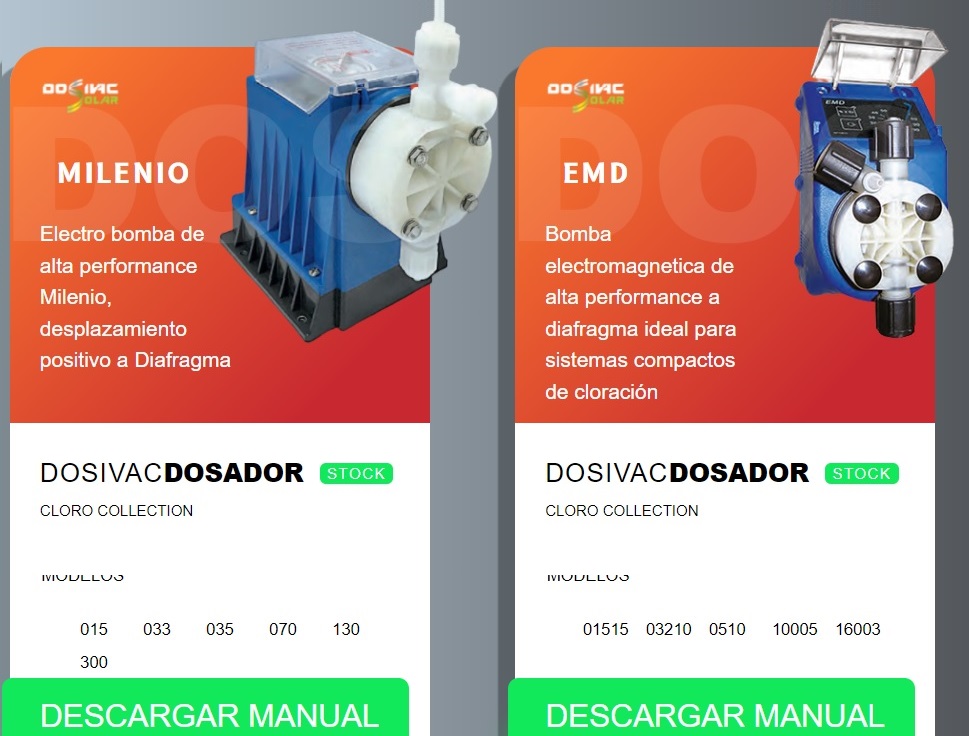 DOSIVAC
SOLAR
MILENIO
Electro bomba de
alta performance
Milenio,
desplazamiento
positivo a Diafragma
DOSIVACDOSADOR STOCK
CLORO COLLECTION
MODELOS
015 033 035 070 130
300
DESCARGAR MANUAL
DOSIVAC
SOLAR
EMD
EMD
Bomba
electromagnetica de
alta performance a
diafragma ideal para
sistemas compactos
de cloración
DOSIVACDOSADOR STOCK
CLORO COLLECTION
MODELOS
01515 03210 0510 10005 16003
DESCARGAR MANUAL